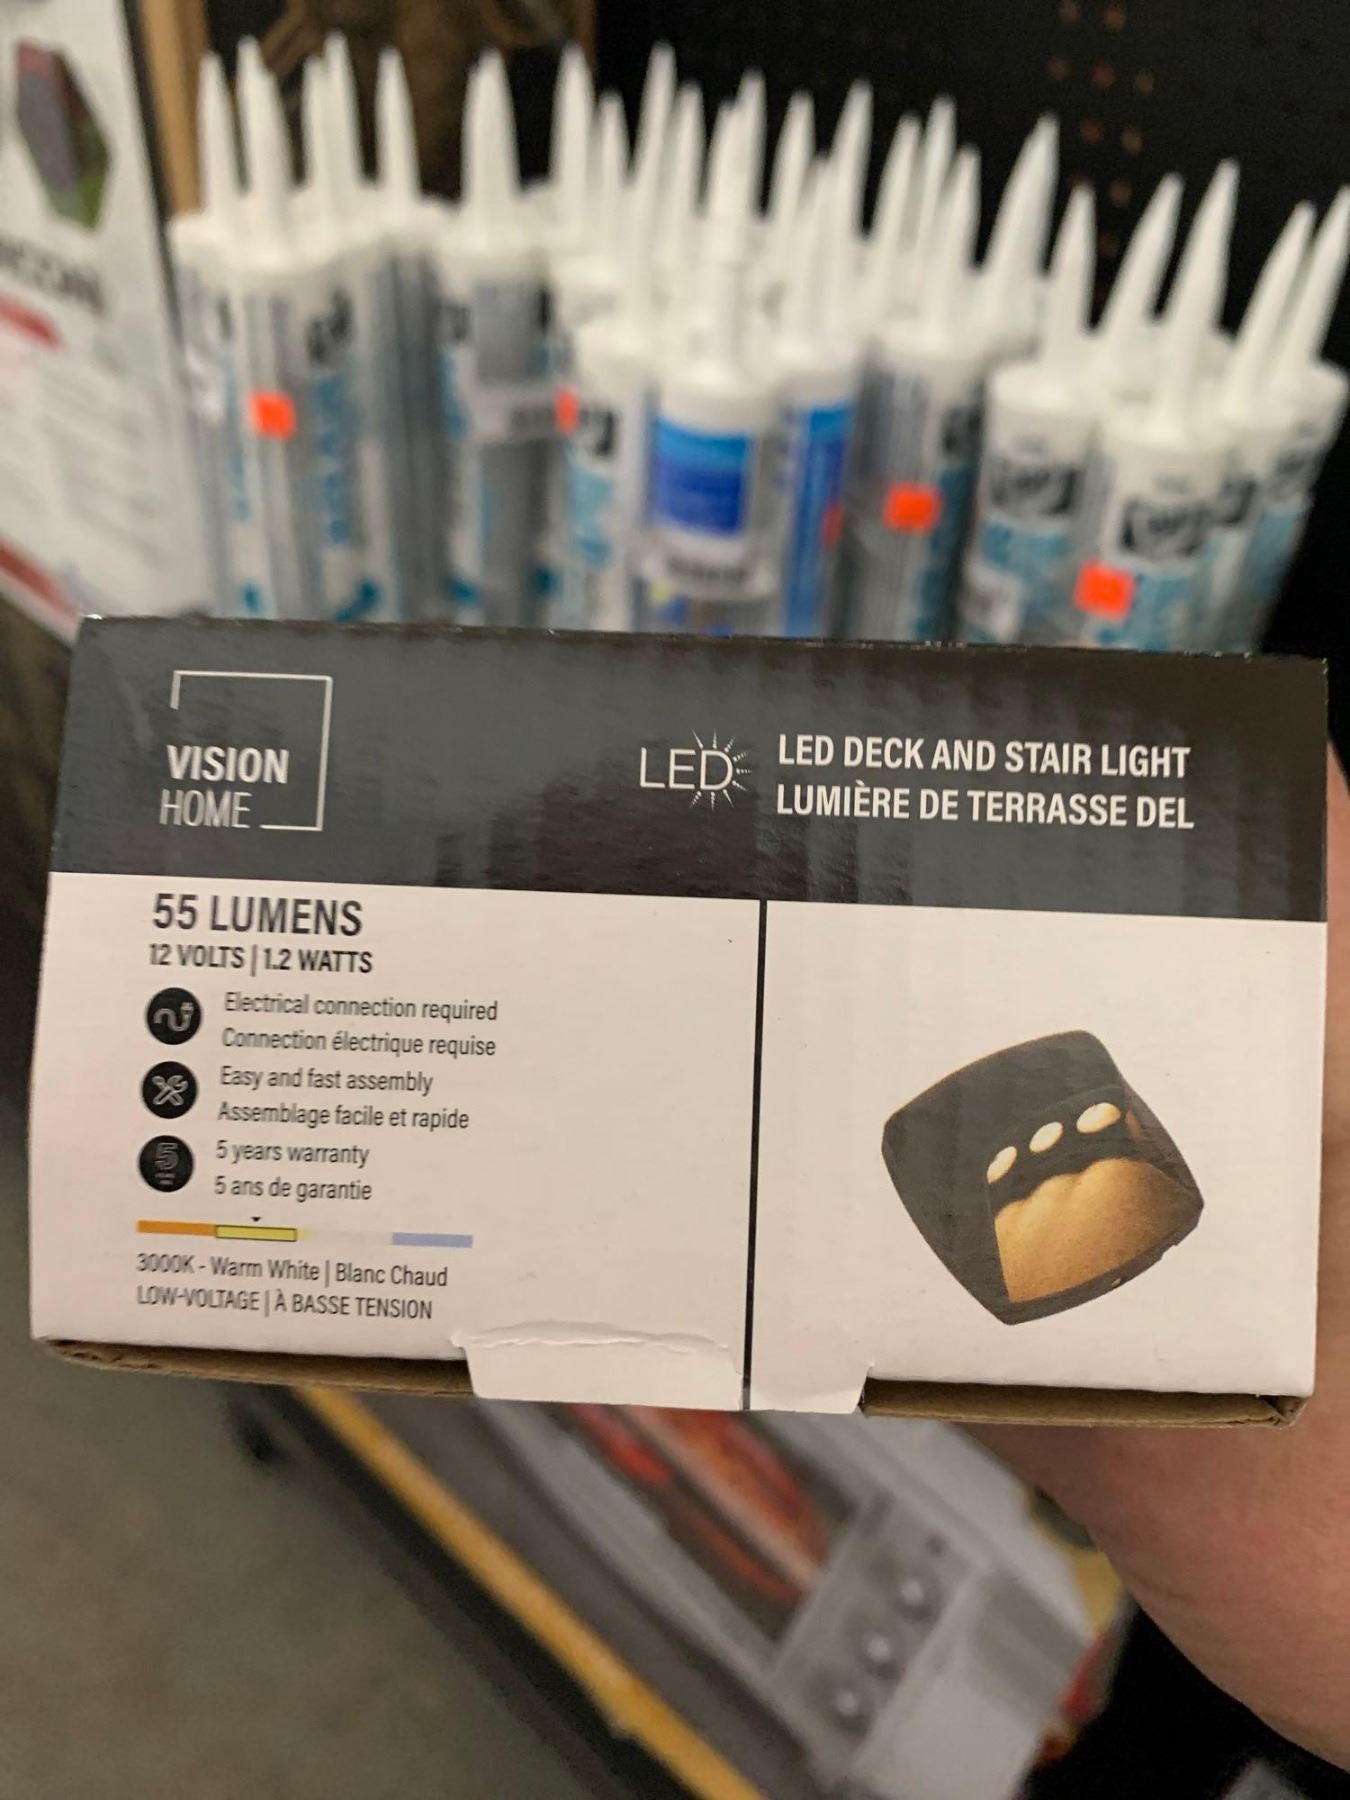 VISION
HOME
LED
LED DECK AND STAIR LIGHT
LUMIÈRE DE TERRASSE DEL
55 LUMENS
12 VOLTS | 1.2 WATTS
Electrical connection required
Connection électrique requise
Easy and fast assembly
Assemblage facile et rapide
5
5 years warranty
5 ans de garantie
3000K - Warm White | Blanc Chaud
LOW-VOLTAGE | À BASSE TENSION